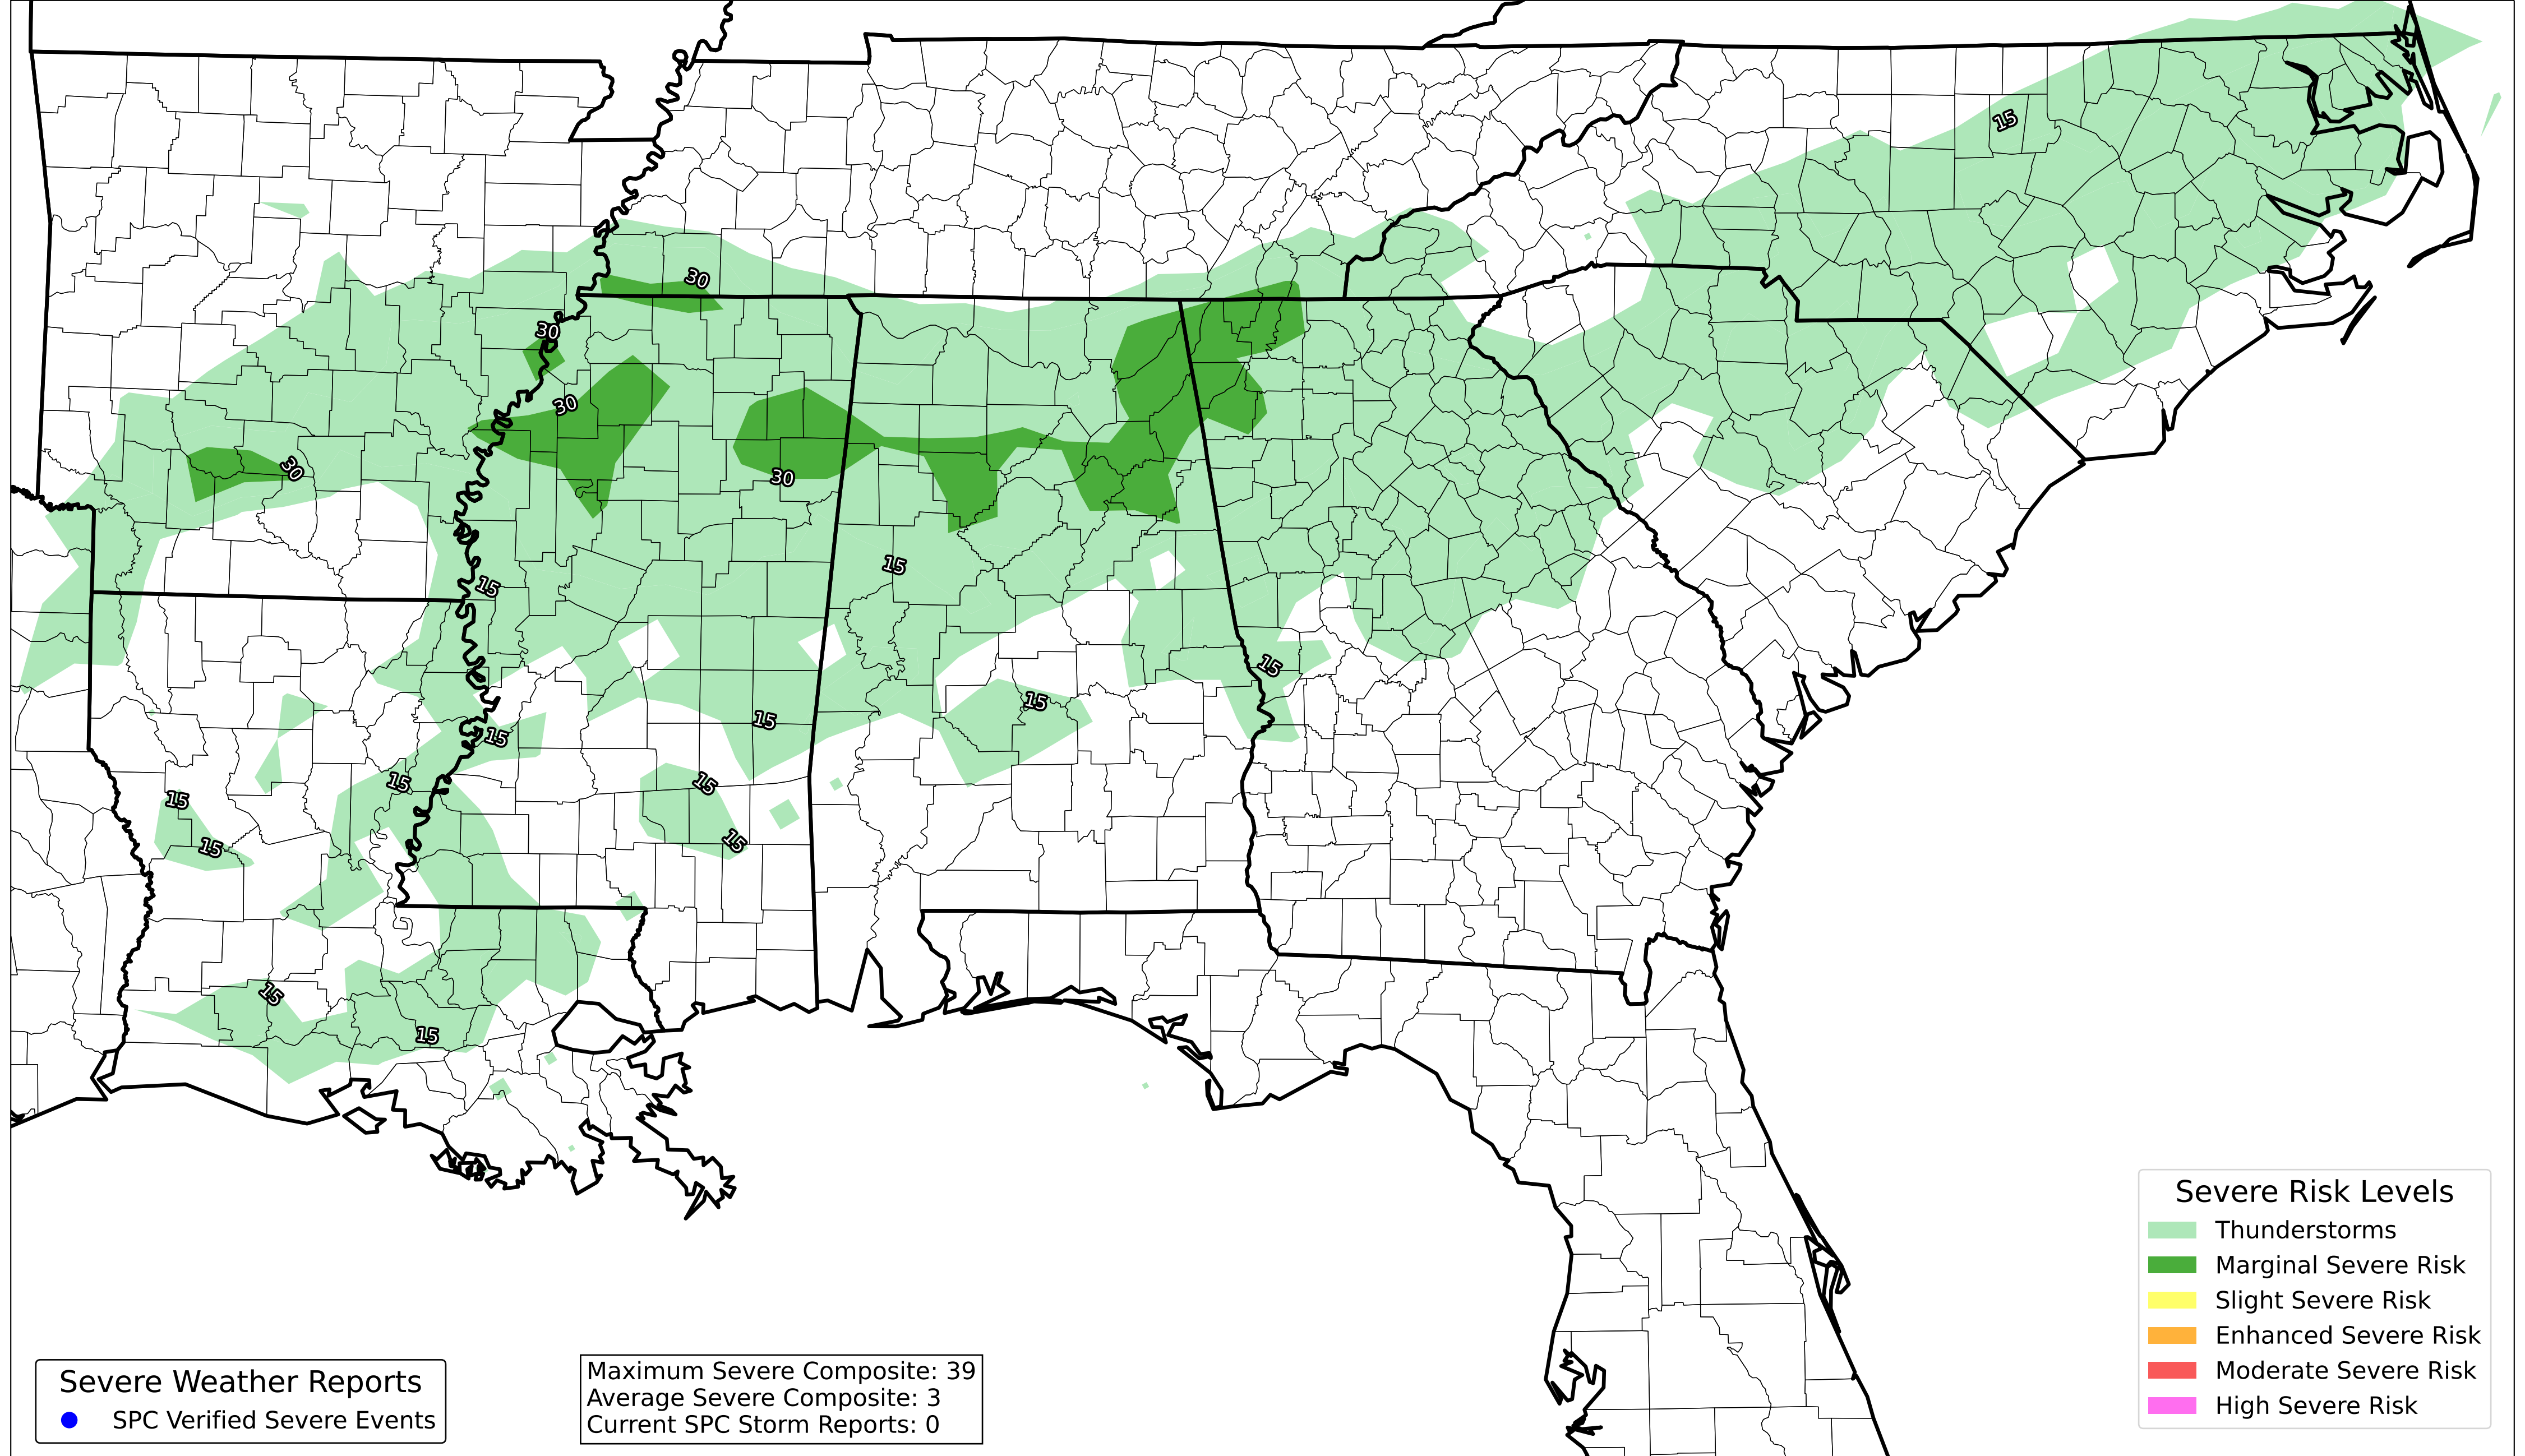 15
30
30
30
30
30
15
15
15
15
15
15
15
15
15
15
15
15
15
15
Severe Risk Levels
Thunderstorms
Marginal Severe Risk
Slight Severe Risk
Enhanced Severe Risk
Moderate Severe Risk
High Severe Risk
Severe Weather Reports
SPC Verified Severe Events
Maximum Severe Composite: 39
Average Severe Composite: 3
Current SPC Storm Reports: 0